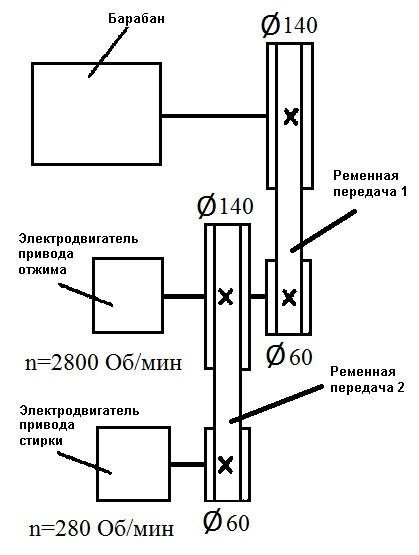 Барабан
Ø140
Ременная
передача 1
Ø140
Электродвигатель
привода
отжима
n=2800 Об/мин
Ø60
Ременная
передача 2
Электродвигатель
привода
стирки
n=280 Об/мин
Ø60